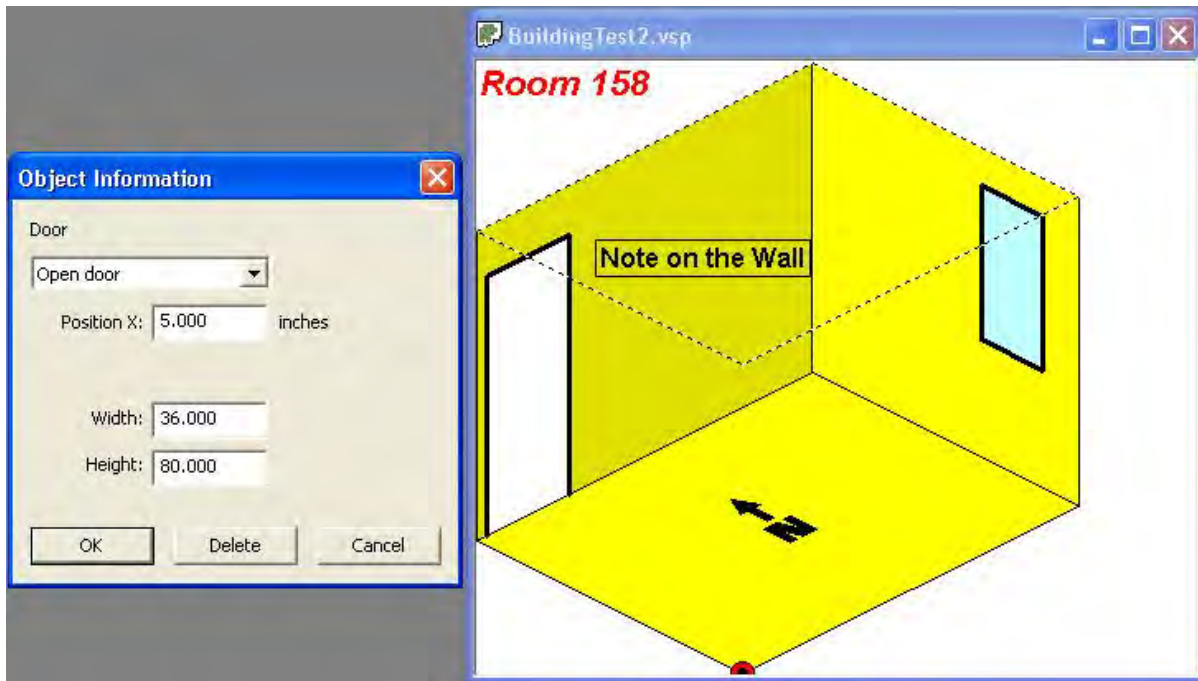 Object Information
Door
Open door
Position X: 5.000 inches
Width: 36.000
Height: 80.000
OK Delete Cancel
BuildingTest2.vsp
Room 158
Note on the Wall
N